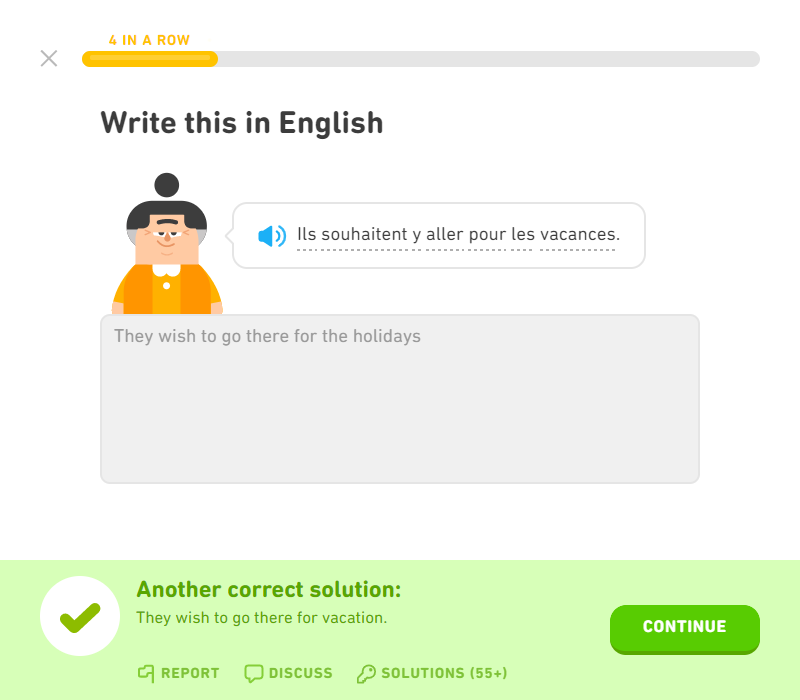 4 IN A ROW
Write this in English
Ils souhaitent y aller pour les vacances.
They wish to go there for the holidays
Another correct solution:
They wish to go there for vacation.
CONTINUE
REPORT DISCUSS SOLUTIONS (55+)